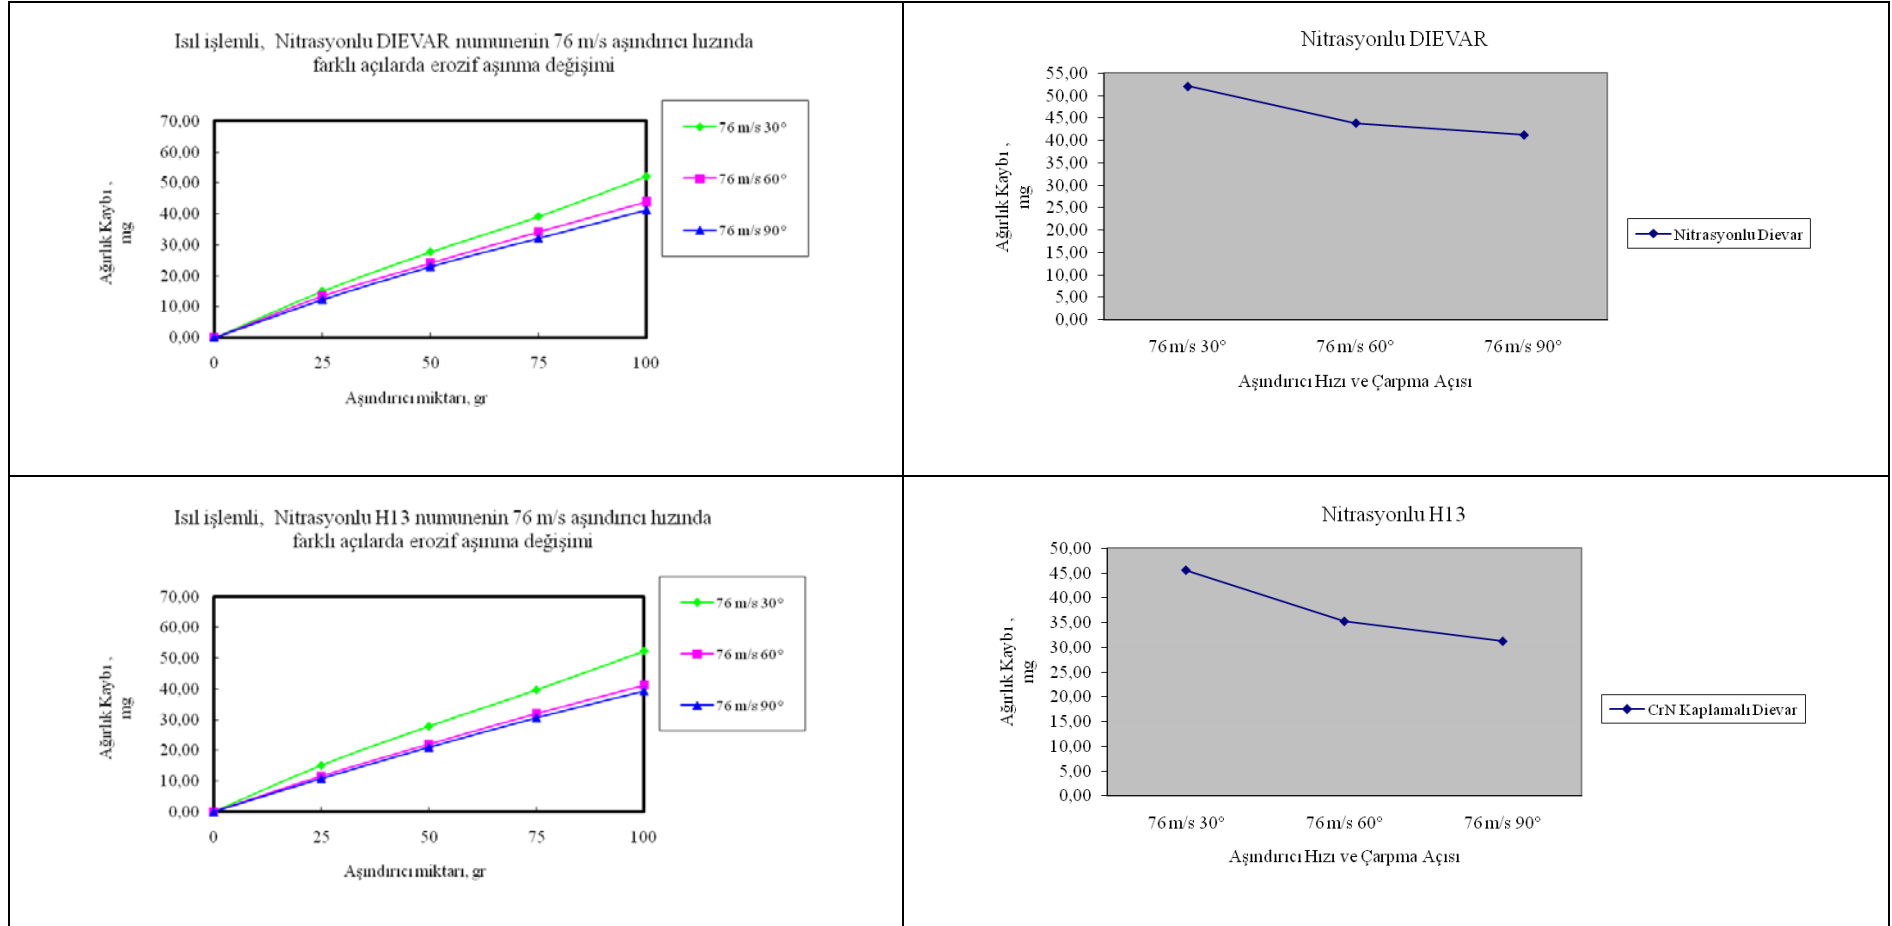 Isıl işlemli, Nitrasyonlu DIEVAR numunenin 76 m/s aşındırıcı hızında
farklı açılarda erozif aşınma değişimi
Ağırlık Kaybı ,
mg
70,00
60,00
50,00
40,00
30,00
20,00
10,00
0,00
0 25 50 75 100
Aşındırıcı miktarı, gr
76 m/s 30°
76 m/s 60°
76 m/s 90°
Nitrasyonlu DIEVAR
Ağırlık Kaybı ,
mg
55,00
50,00
45,00
40,00
35,00
30,00
25,00
20,00
15,00
10,00
5,00
0,00
76 m/s 30° 76 m/s 60° 76 m/s 90°
Aşındırıcı Hızı ve Çarpma Açısı
Nitrasyonlu Dievar
Isıl işlemli, Nitrasyonlu H13 numunenin 76 m/s aşındırıcı hızında
farklı açılarda erozif aşınma değişimi
Ağırlık Kaybı ,
mg
70,00
60,00
50,00
40,00
30,00
20,00
10,00
0,00
0 25 50 75 100
Aşındırıcı miktarı, gr
76 m/s 30°
76 m/s 60°
76 m/s 90°
Nitrasyonlu H13
Ağırlık Kaybı ,
mg
50,00
45,00
40,00
35,00
30,00
25,00
20,00
15,00
10,00
5,00
0,00
76 m/s 30° 76 m/s 60° 76 m/s 90°
Aşındırıcı Hızı ve Çarpma Açısı
CrN Kaplamalı Dievar